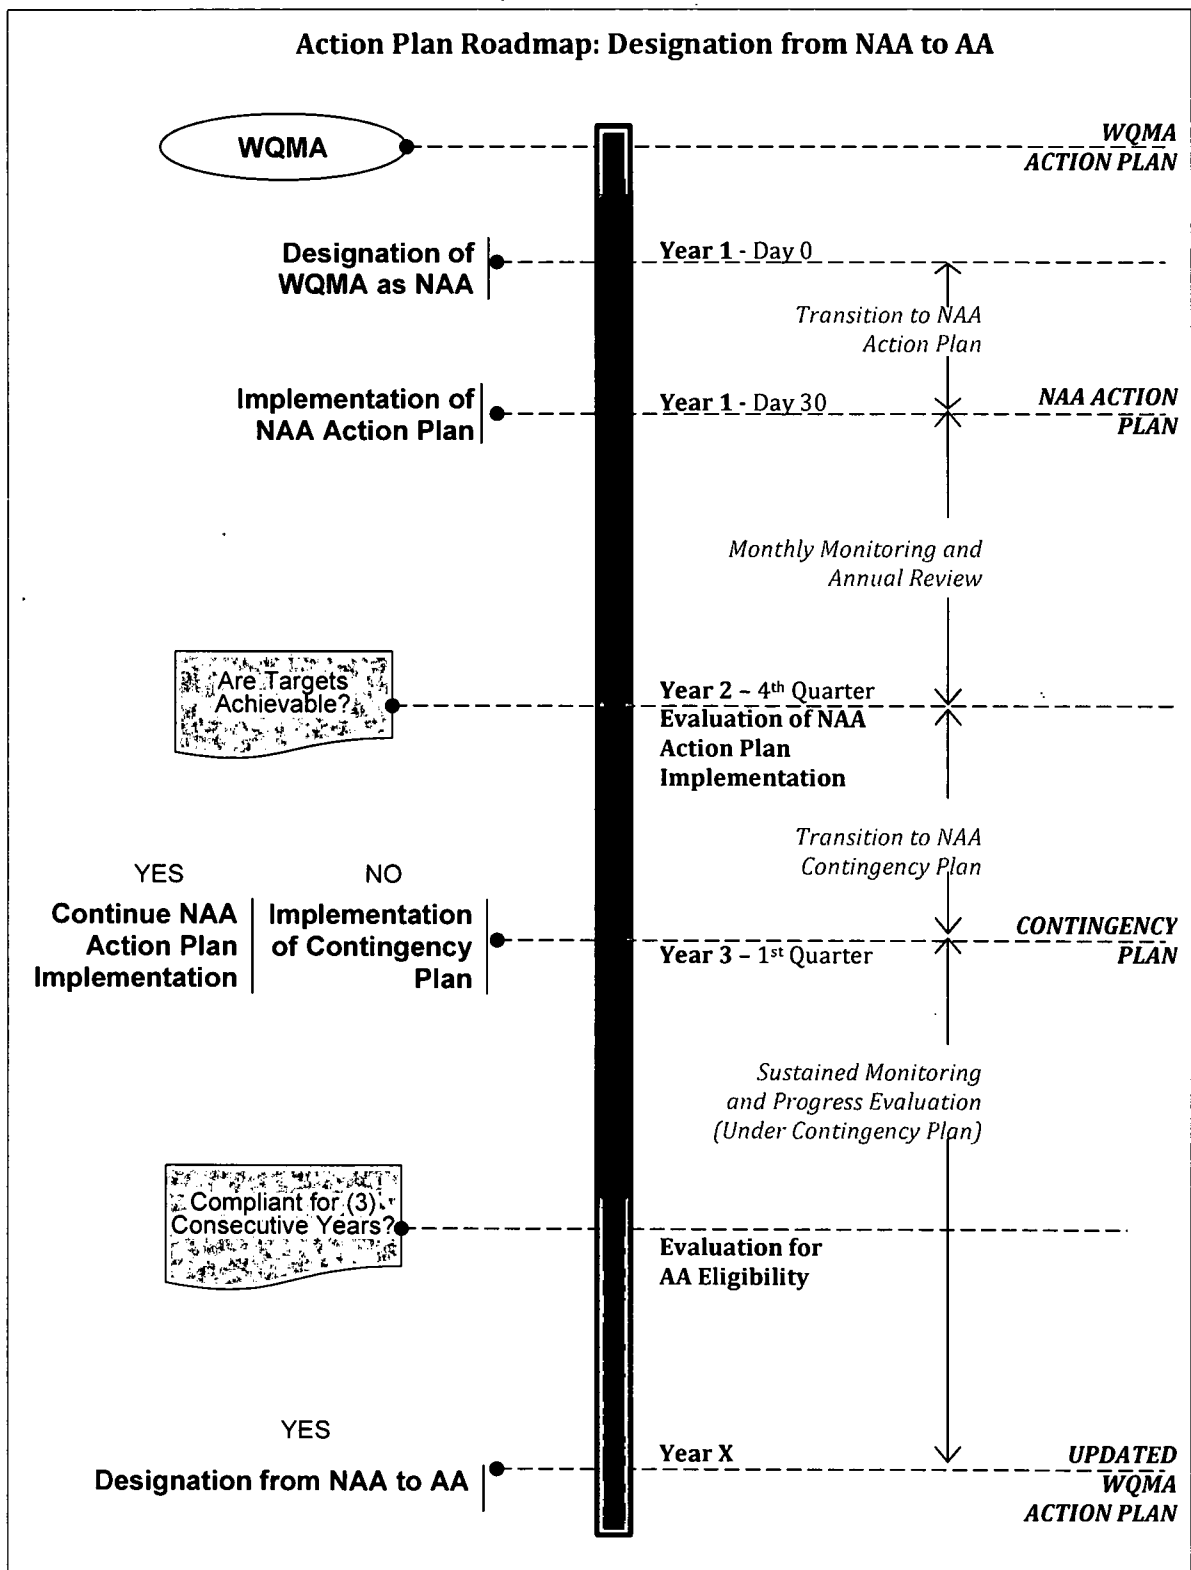 Action Plan Roadmap: Designation from NAA to AA
WQMA
WQMA
ACTION PLAN
Designation of
WQMA as NAA
Year 1 - Day 0
Transition to NAA
Action Plan
Implementation of
NAA Action Plan
Year 1 - Day 30
NAA ACTION
PLAN
Monthly Monitoring and
Annual Review
Are Targets
Achievable?
Year 2 – 4th Quarter
Evaluation of NAA
Action Plan
Implementation
Transition to NAA
Contingency Plan
YES
Continue NAA
Action Plan
Implementation
NO
Implementation
of Contingency
Plan
Year 3 – 1st Quarter
CONTINGENCY
PLAN
Sustained Monitoring
and Progress Evaluation
(Under Contingency Plan)
Compliant for (3)
Consecutive Years?
Evaluation for
AA Eligibility
YES
Designation from NAA to AA
Year X
UPDATED
WQMA
ACTION PLAN